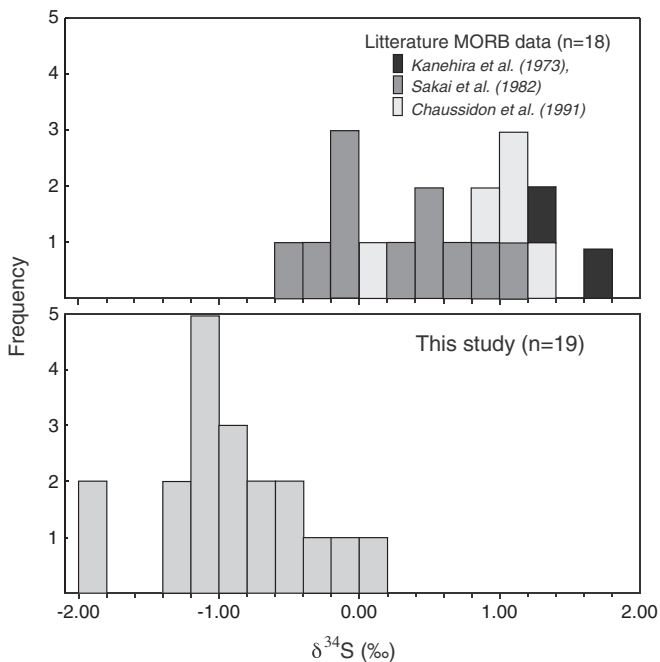 5
Litterature MORB data (n=18)
Kanehira et al. (1973),
Sakai et al. (1982)
Chaussidon et al. (1991)
4
3
2
1
Frequency
5
This study (n=19)
4
3
2
1
-2.00 -1.00 0.00 1.00 2.00
δ³⁴S (‰)